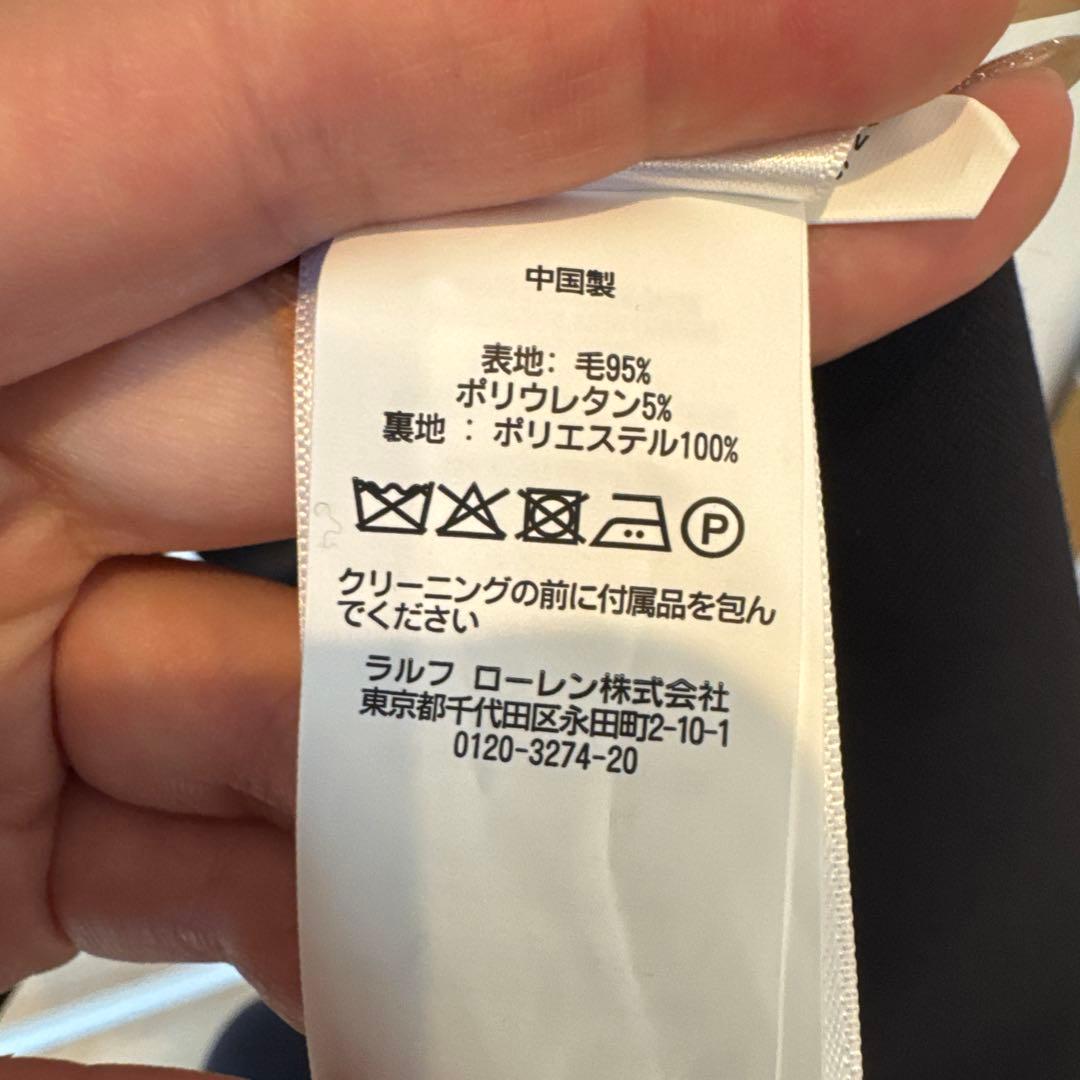 中国製
表地: 毛95%
ポリウレタン5%
裏地 : ポリエステル100%
P
クリーニングの前に付属品を包ん
でください
ラルフ ローレン株式会社
東京都千代田区永田町2-10-1
0120-3274-20